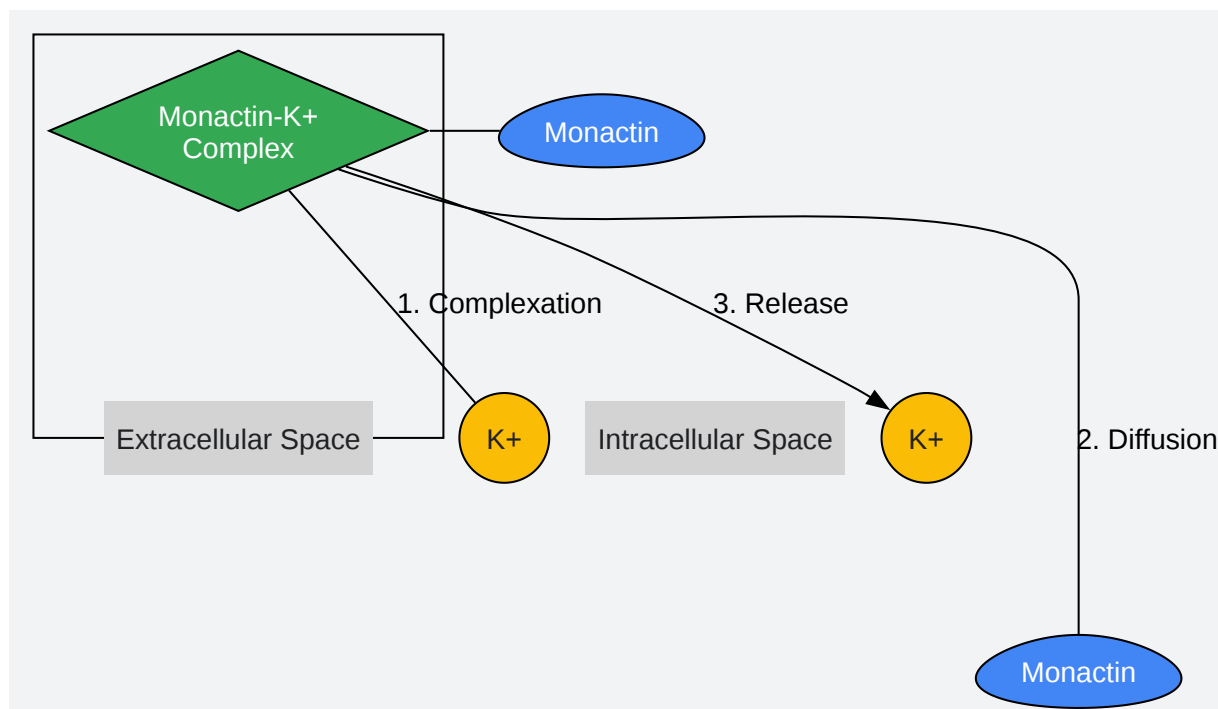 Monactin-K+
Complex
Monactin
1. Complexation
3. Release
Extracellular Space
K+
Intracellular Space
K+
2. Diffusion
Monactin